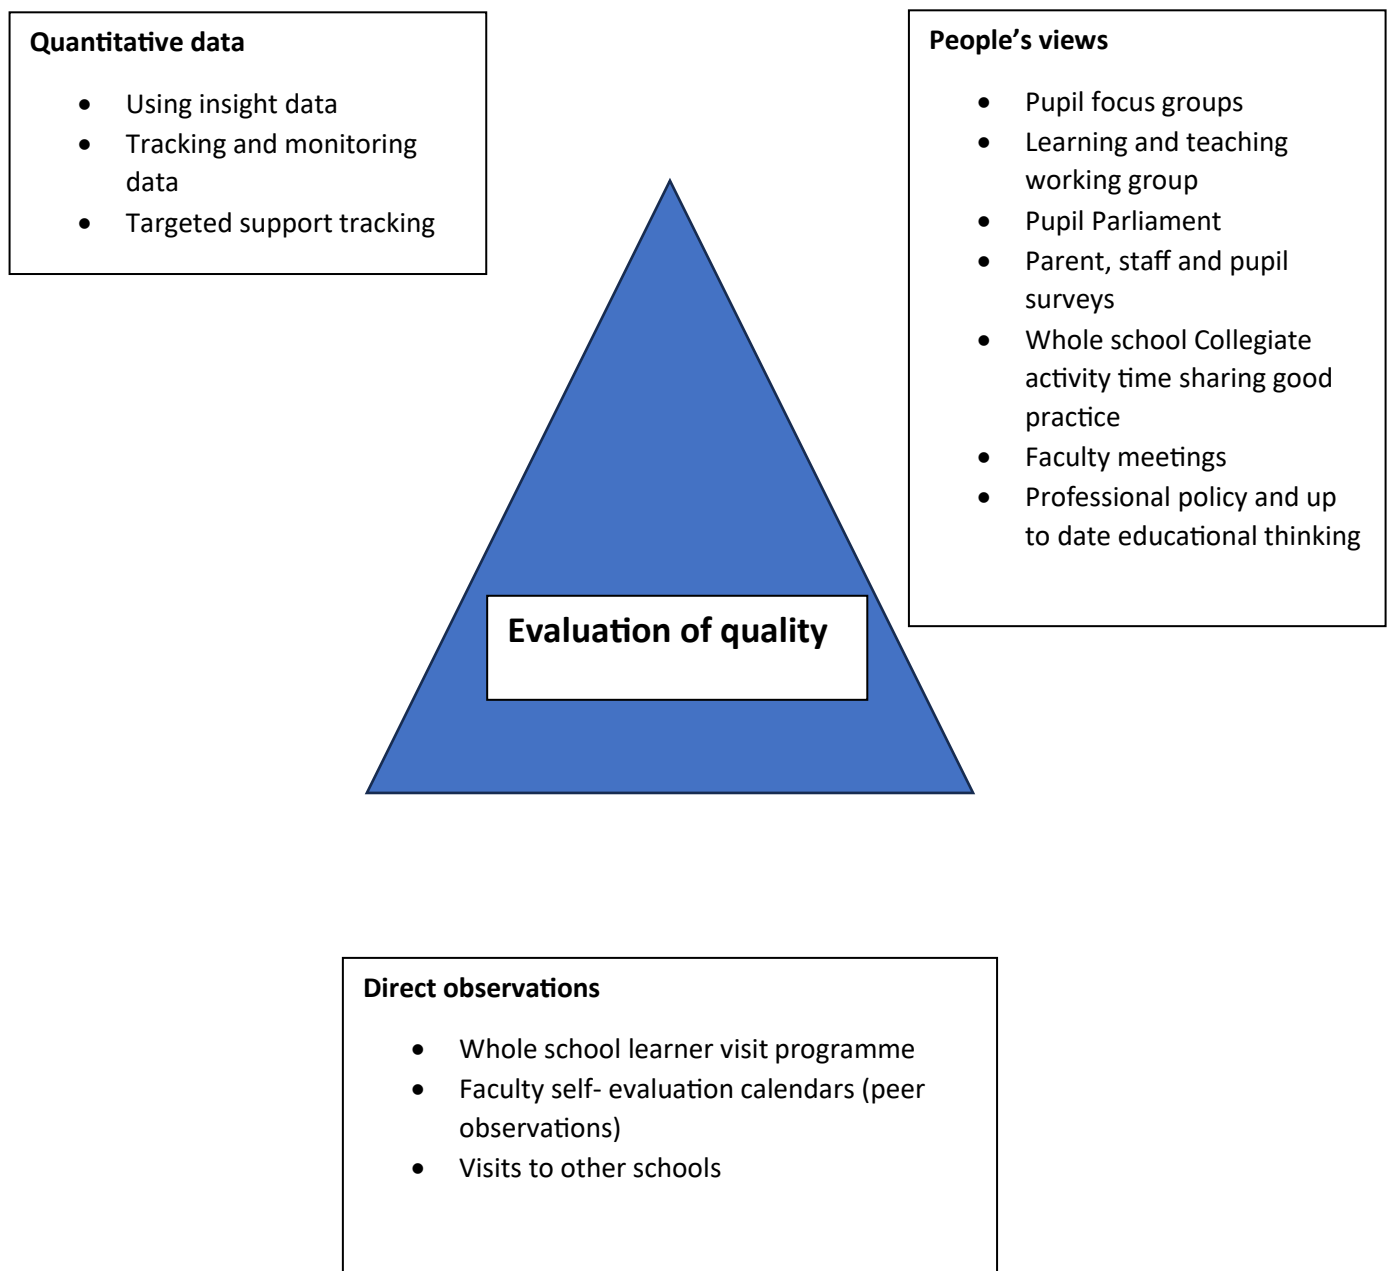 Quantitative data
• Using insight data
• Tracking and monitoring
data
• Targeted support tracking
People’s views
• Pupil focus groups
• Learning and teaching
working group
• Pupil Parliament
• Parent, staff and pupil
surveys
• Whole school Collegiate
activity time sharing good
practice
• Faculty meetings
• Professional policy and up
to date educational thinking
Evaluation of quality
Direct observations
• Whole school learner visit programme
• Faculty self- evaluation calendars (peer
observations)
• Visits to other schools